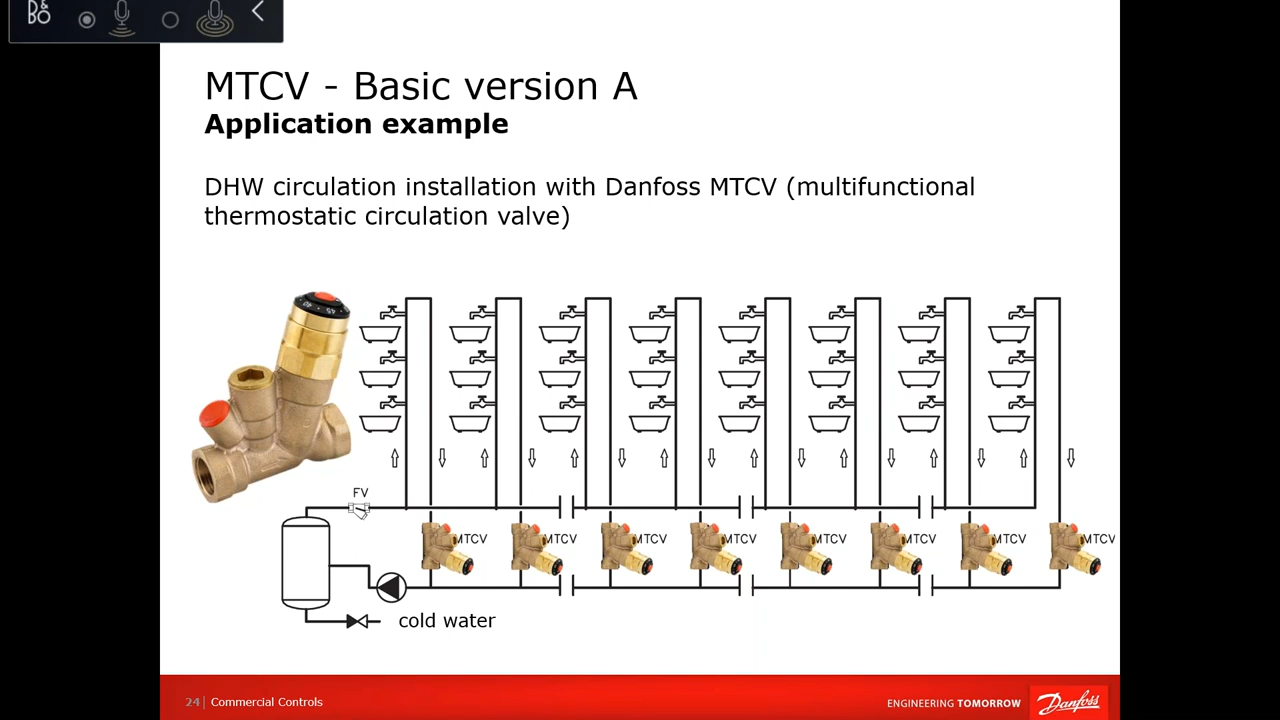 MTCV - Basic version A
Application example
DHW circulation installation with Danfoss MTCV (multifunctional
thermostatic circulation valve)
FV
MTCV MTCV MTCV MTCV MTCV MTCV MTCV MTCV
cold water
24| Commercial Controls
ENGINEERING TOMORROW
Danfoss